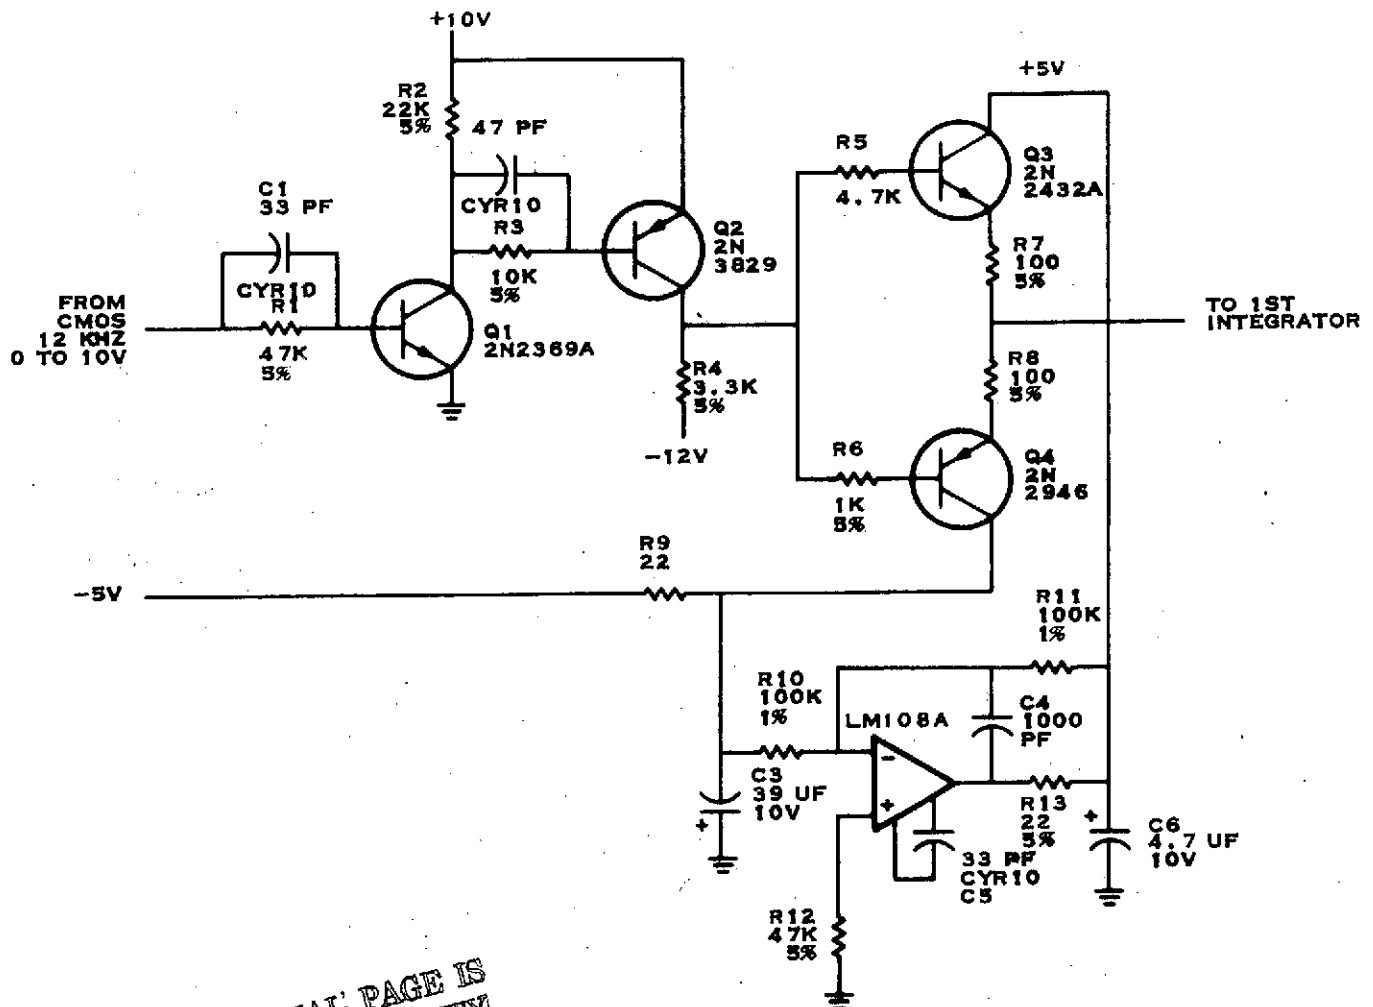 +10V
R2
22K
5%
47 PF
CYR10
R3
10K
5%
C1
33 PF
CYR10
R1
47K
5%
FROM
CMOS
12 KHZ
0 TO 10V
Q1
2N2369A
Q2
2N
3829
R4
3.3K
5%
-12V
+5V
R5
4.7K
Q3
2N
2432A
R7
100
5%
TO 1ST
INTEGRATOR
R8
100
5%
R6
1K
5%
Q4
2N
2946
R9
22
-5V
R11
100K
1%
R10
100K
1%
LM108A
-
+
C4
1000
PF
C3
39 UF
10V
+
R13
22
5%
+
C6
4.7 UF
10V
33 PF
CYR10
C5
R12
47K
5%
PAGE IS